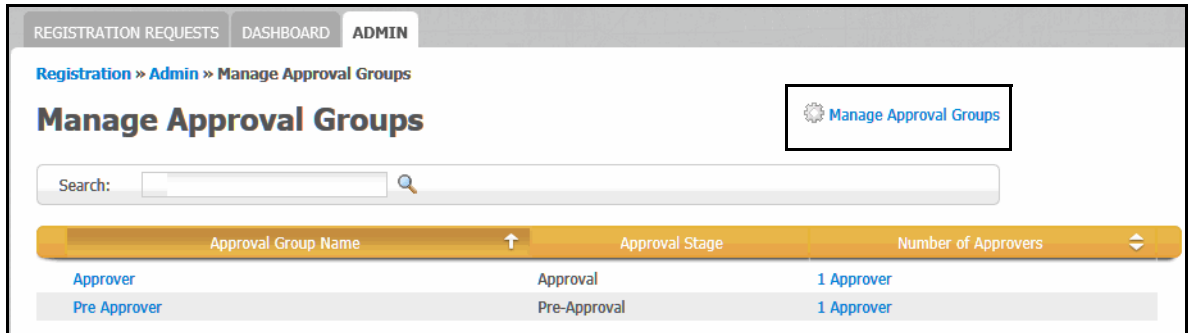 REGISTRATION REQUESTS DASHBOARD ADMIN
Registration » Admin » Manage Approval Groups
Manage Approval Groups
Manage Approval Groups
Search:
Approval Group Name Approval Stage Number of Approvers
Approver Approval 1 Approver
Pre Approver Pre-Approval 1 Approver